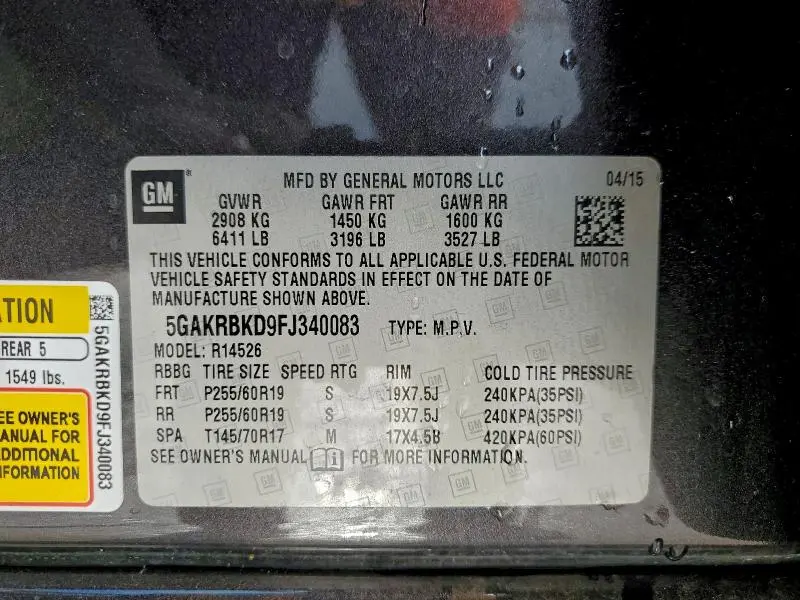 GM
MFD BY GENERAL MOTORS LLC 04/15
GVWR GAWR FRT GAWR RR
2908 KG 1450 KG 1600 KG
6411 LB 3196 LB 3527 LB
THIS VEHICLE CONFORMS TO ALL APPLICABLE U.S. FEDERAL MOTOR
VEHICLE SAFETY STANDARDS IN EFFECT ON THE DATE OF
MANUFACTURE SHOWN ABOVE.
5GAKRBKD9FJ340083 TYPE: M.P.V.
MODEL: R14526
RBBG TIRE SIZE SPEED RTG RIM COLD TIRE PRESSURE
FRT P255/60R19 S 19X7.5J 240KPA(35PSI)
RR P255/60R19 S 19X7.5J 240KPA(35PSI)
SPA T145/70R17 M 17X4.5B 420KPA(60PSI)
SEE OWNER'S MANUAL FOR MORE INFORMATION.
REAR 5
1549 lbs.
EE OWNER'S
ANUAL FOR
DDITIONAL
FORMATION
5GAKRBKD9FJ340083